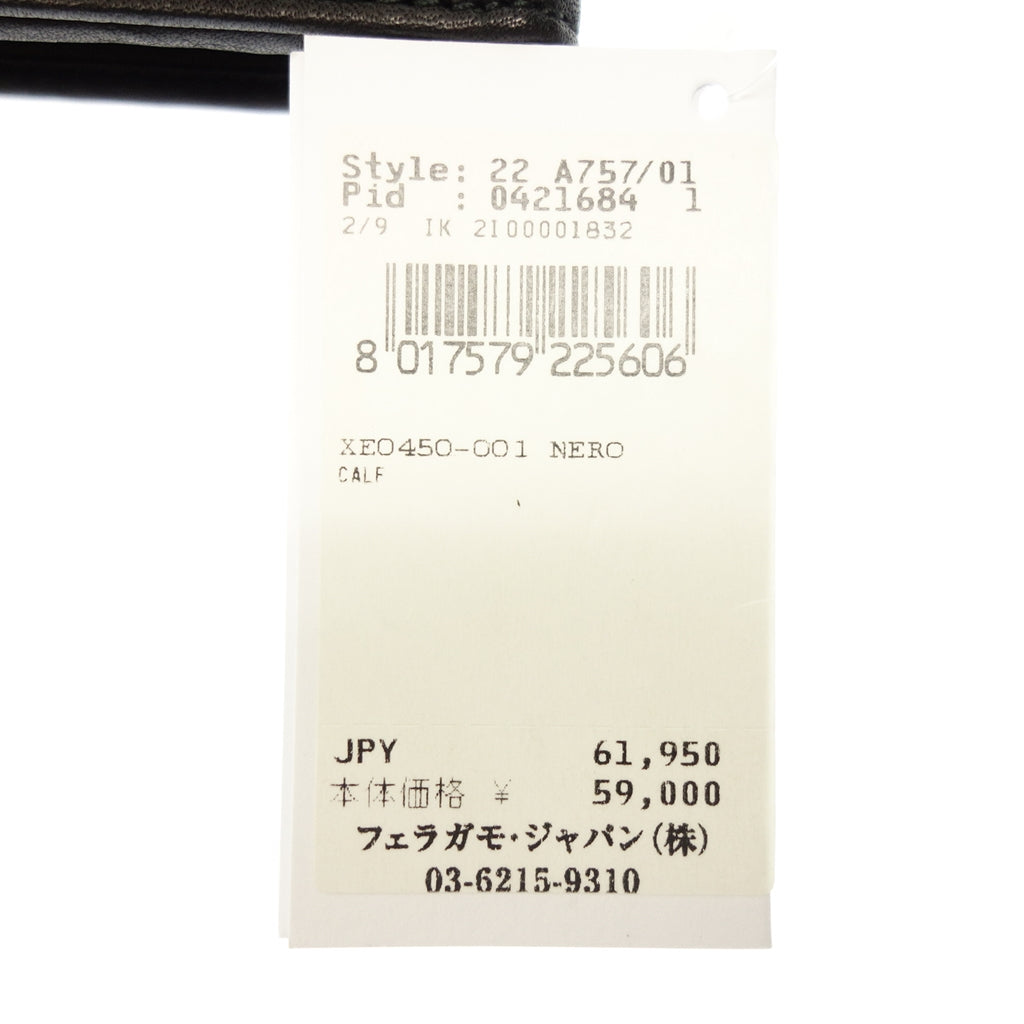 Style: 22 A757/01
Pid : 0421684 1
2/9 IK 2100001832
8 017579 225606
XE0450-001 NERO
CALF
JPY 61,950
本体価格 ¥ 59,000
フェラガモ・ジャパン(株)
03-6215-9310